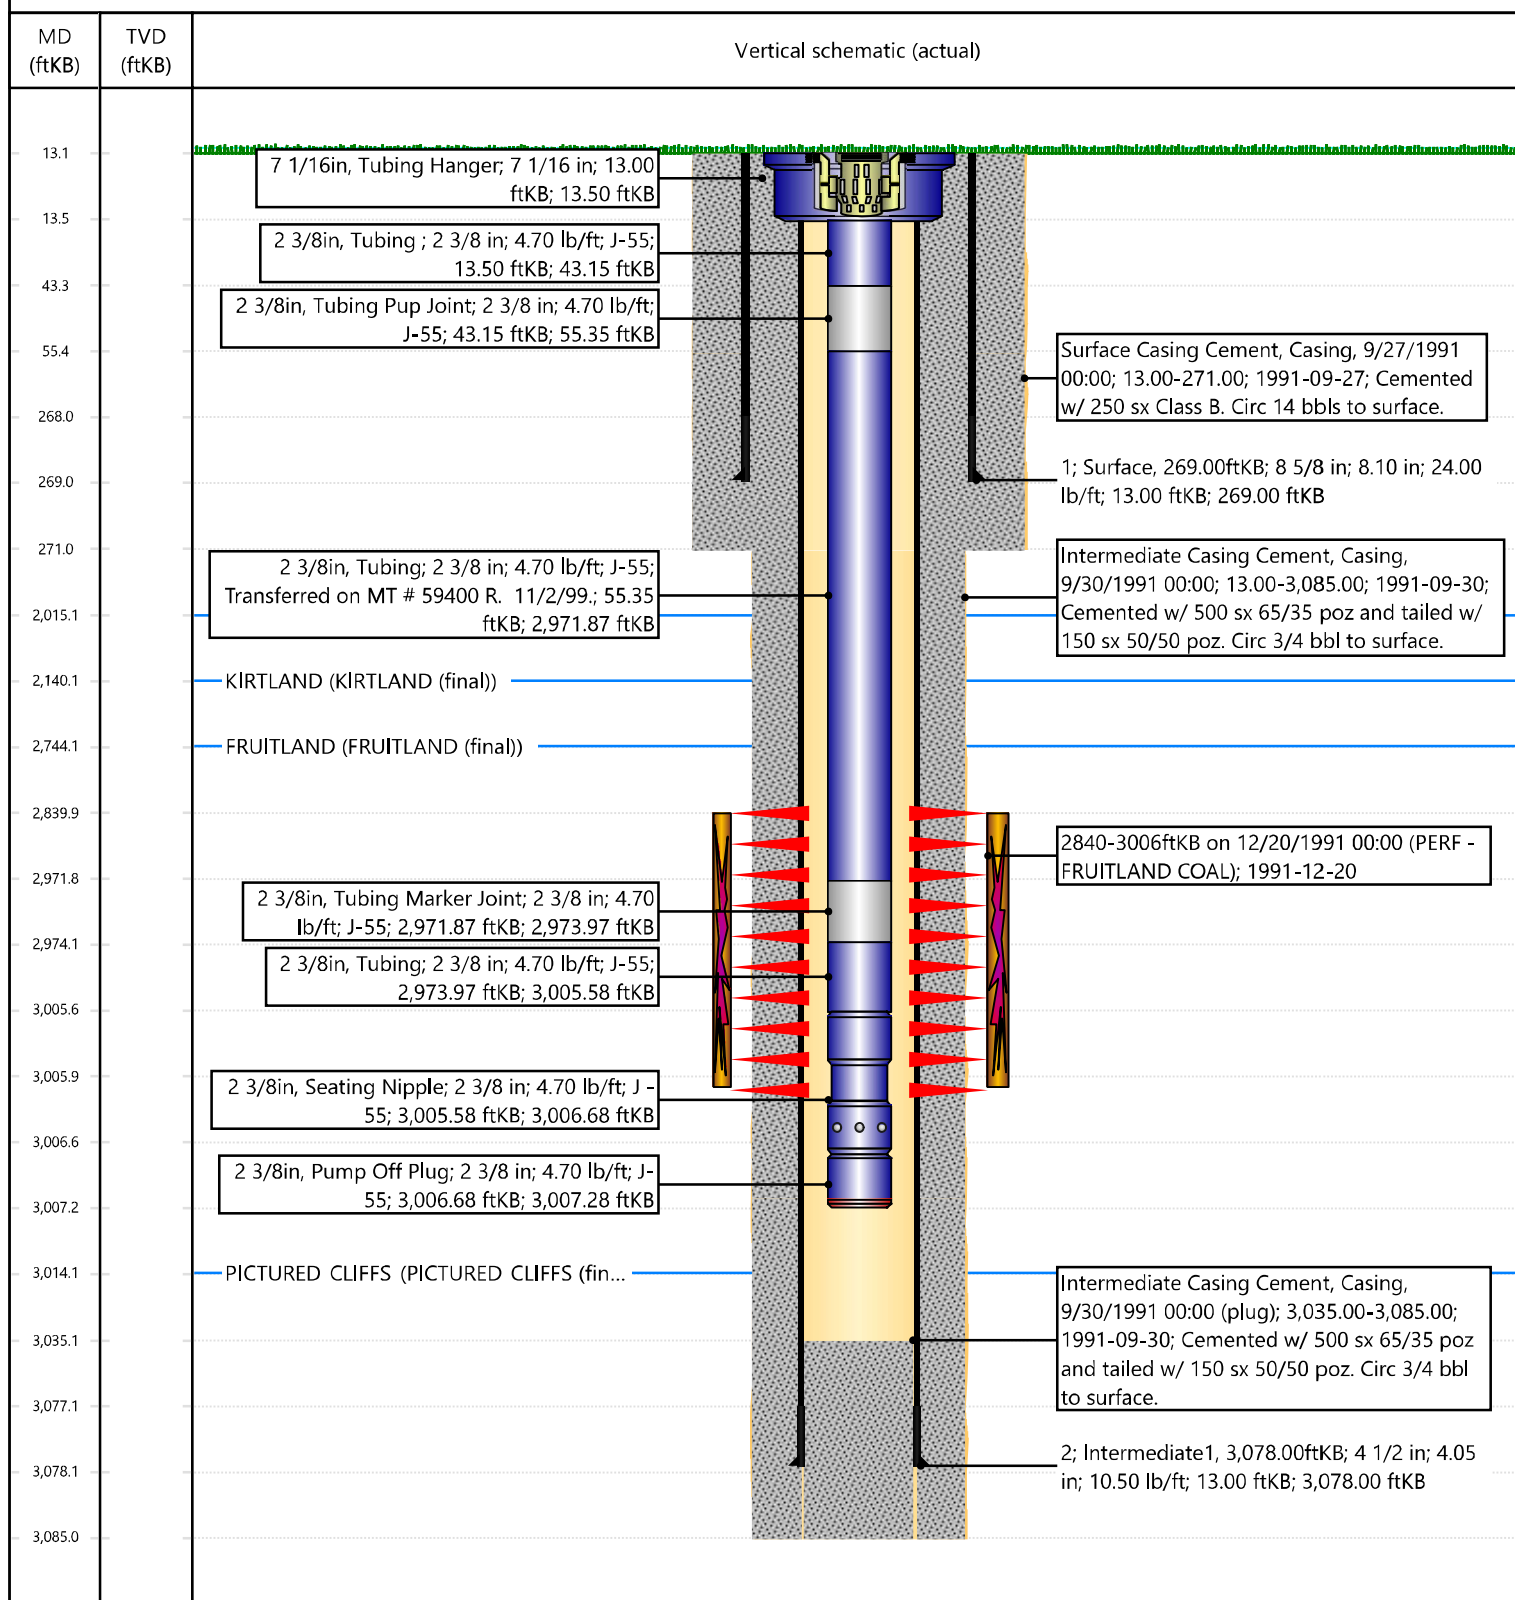 MD
(ftKB)
TVD
(ftKB)
Vertical schematic (actual)
13.1
13.5
43.3
55.4
268.0
269.0
271.0
2,015.1
2,140.1
2,744.1
2,839.9
2,971.8
2,974.1
3,005.6
3,005.9
3,006.6
3,007.2
3,014.1
3,035.1
3,077.1
3,078.1
3,085.0
7 1/16in, Tubing Hanger; 7 1/16 in; 13.00
ftKB; 13.50 ftKB
2 3/8in, Tubing ; 2 3/8 in; 4.70 lb/ft; J-55;
13.50 ftKB; 43.15 ftKB
2 3/8in, Tubing Pup Joint; 2 3/8 in; 4.70 lb/ft;
J-55; 43.15 ftKB; 55.35 ftKB
2 3/8in, Tubing; 2 3/8 in; 4.70 lb/ft; J-55;
Transferred on MT # 59400 R. 11/2/99.; 55.35
ftKB; 2,971.87 ftKB
KIRTLAND (KIRTLAND (final))
FRUITLAND (FRUITLAND (final))
2 3/8in, Tubing Marker Joint; 2 3/8 in; 4.70
lb/ft; J-55; 2,971.87 ftKB; 2,973.97 ftKB
2 3/8in, Tubing; 2 3/8 in; 4.70 lb/ft; J-55;
2,973.97 ftKB; 3,005.58 ftKB
2 3/8in, Seating Nipple; 2 3/8 in; 4.70 lb/ft; J -
55; 3,005.58 ftKB; 3,006.68 ftKB
2 3/8in, Pump Off Plug; 2 3/8 in; 4.70 lb/ft; J-
55; 3,006.68 ftKB; 3,007.28 ftKB
PICTURED CLIFFS (PICTURED CLIFFS (fin...
Surface Casing Cement, Casing, 9/27/1991
00:00; 13.00-271.00; 1991-09-27; Cemented
w/ 250 sx Class B. Circ 14 bbls to surface.
1; Surface, 269.00ftKB; 8 5/8 in; 8.10 in; 24.00
lb/ft; 13.00 ftKB; 269.00 ftKB
Intermediate Casing Cement, Casing,
9/30/1991 00:00; 13.00-3,085.00; 1991-09-30;
Cemented w/ 500 sx 65/35 poz and tailed w/
150 sx 50/50 poz. Circ 3/4 bbl to surface.
2840-3006ftKB on 12/20/1991 00:00 (PERF -
FRUITLAND COAL); 1991-12-20
Intermediate Casing Cement, Casing,
9/30/1991 00:00 (plug); 3,035.00-3,085.00;
1991-09-30; Cemented w/ 500 sx 65/35 poz
and tailed w/ 150 sx 50/50 poz. Circ 3/4 bbl
to surface.
2; Intermediate1, 3,078.00ftKB; 4 1/2 in; 4.05
in; 10.50 lb/ft; 13.00 ftKB; 3,078.00 ftKB